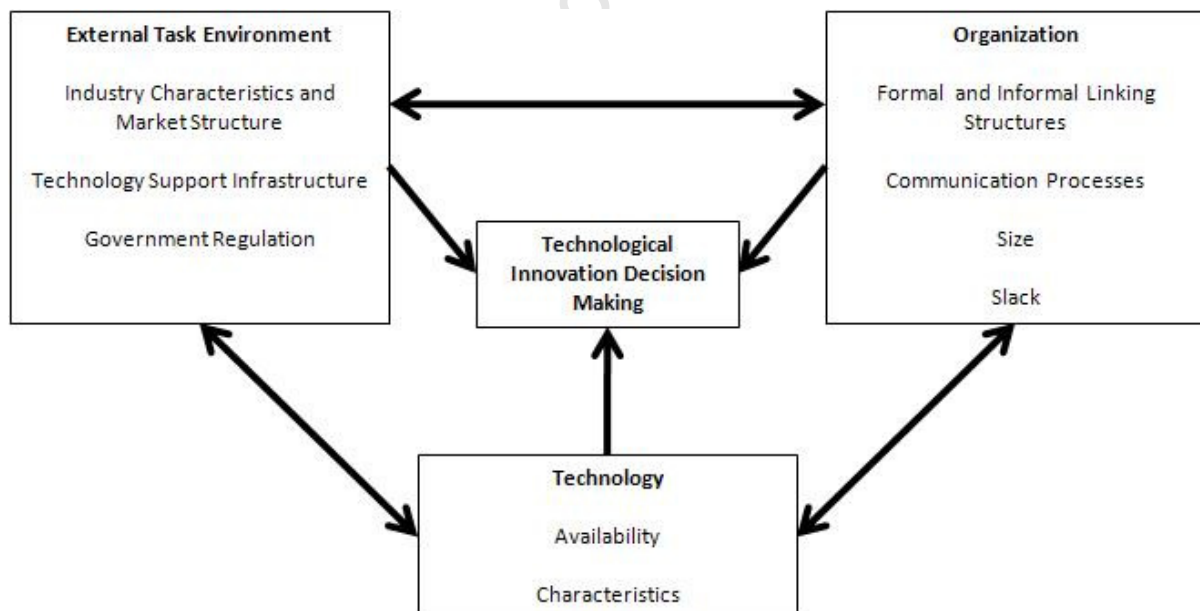 External Task Environment
Industry Characteristics and
Market Structure
Technology Support Infrastructure
Government Regulation
Organization
Formal and Informal Linking
Structures
Communication Processes
Size
Slack
Technological
Innovation Decision
Making
Technology
Availability
Characteristics